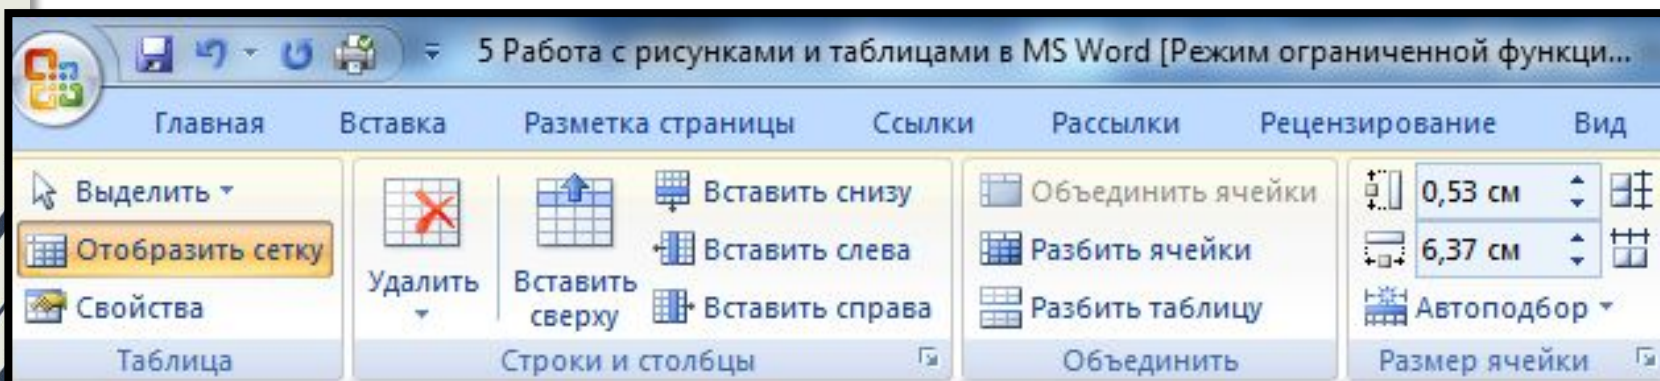 5 Работа с рисунками и таблицами в MS Word [Режим ограниченной функци...
Главная Вставка Разметка страницы Ссылки Рассылки Рецензирование Вид
Выделить
Отобразить сетку
Свойства
Таблица
Удалить
Вставить
сверху
Вставить снизу
Вставить слева
Вставить справа
Строки и столбцы
Объединить ячейки
Разбить ячейки
Разбить таблицу
Объединить
0,53 см
6,37 см
Автоподбор
Размер ячейки